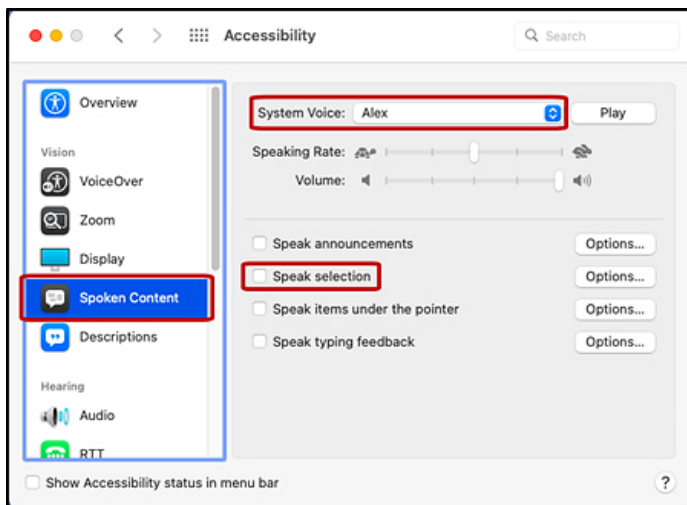 Accessibility
Search
Overview
Vision
VoiceOver
Zoom
Display
Spoken Content
Descriptions
Hearing
Audio
RTT
System Voice: Alex Play
Speaking Rate:
Volume:
Speak announcements Options...
Speak selection Options...
Speak items under the pointer Options...
Speak typing feedback Options...
Show Accessibility status in menu bar ?